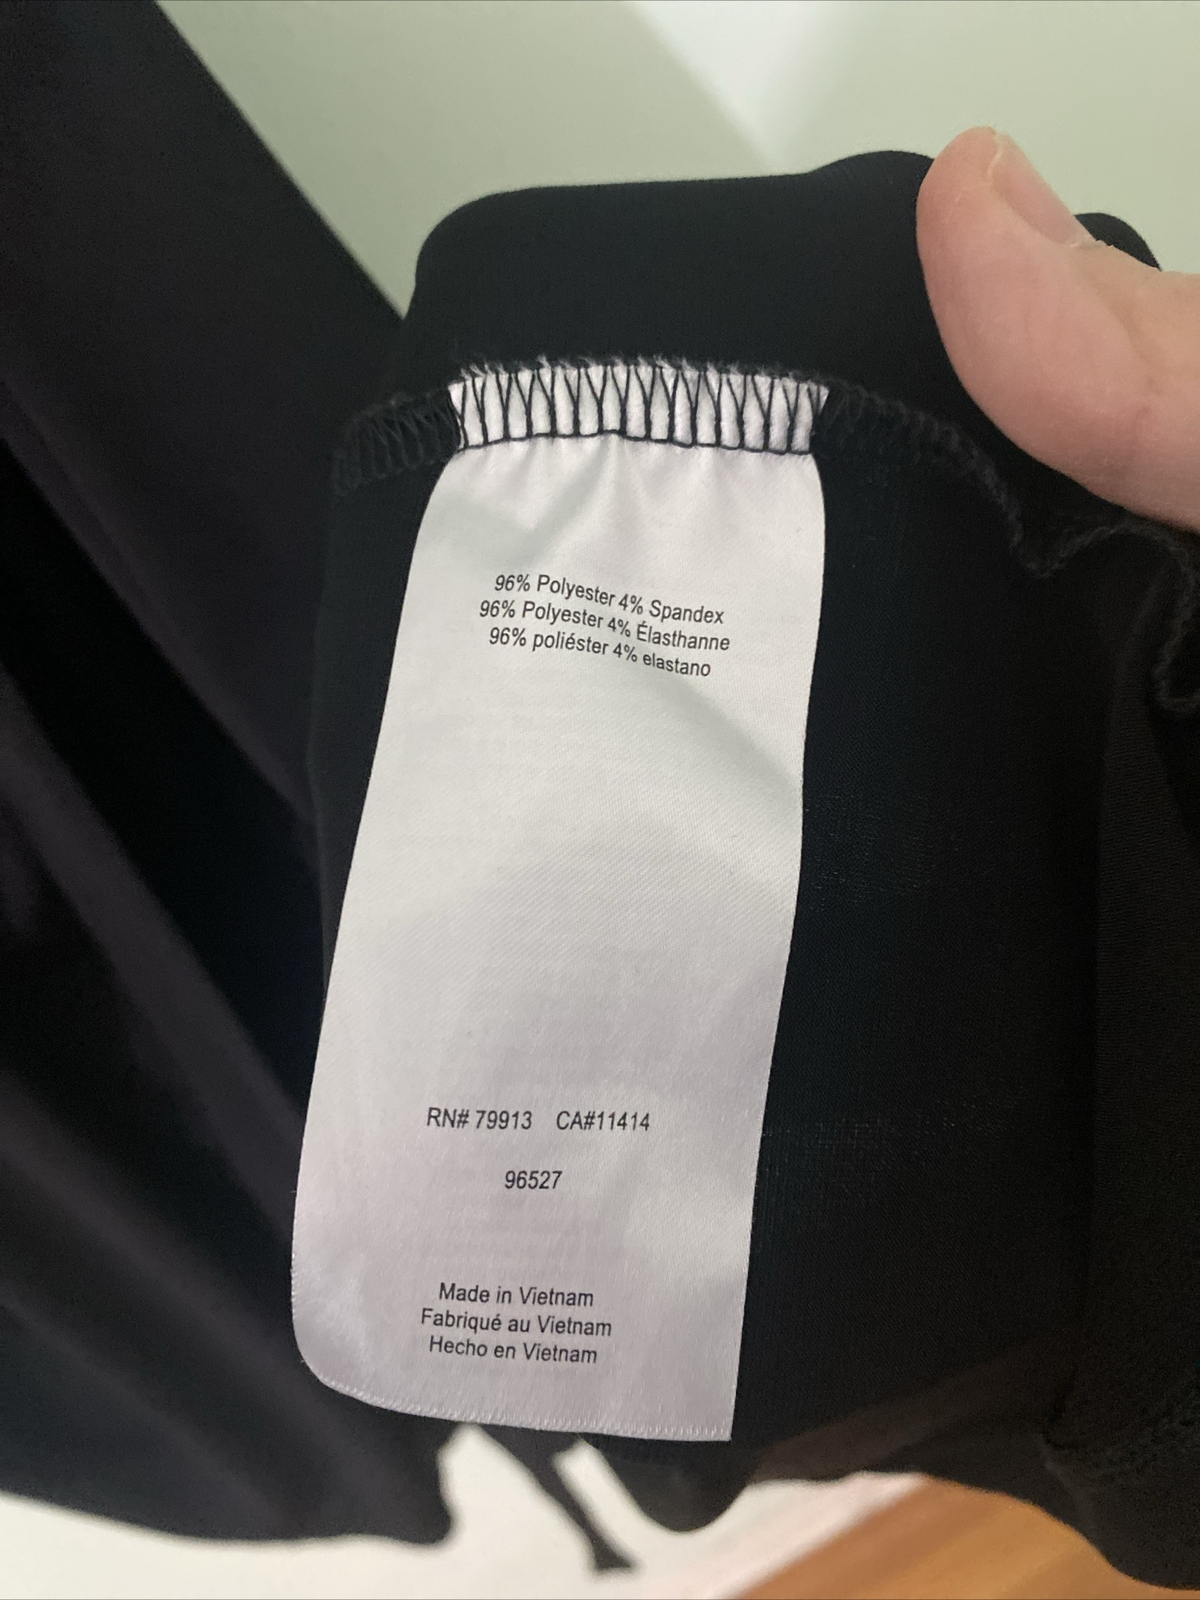 96% Polyester 4% Spandex
96% Polyester 4% Élasthanne
96% poliéster 4% elastano
RN# 79913 CA#11414
96527
Made in Vietnam
Fabriqué au Vietnam
Hecho en Vietnam